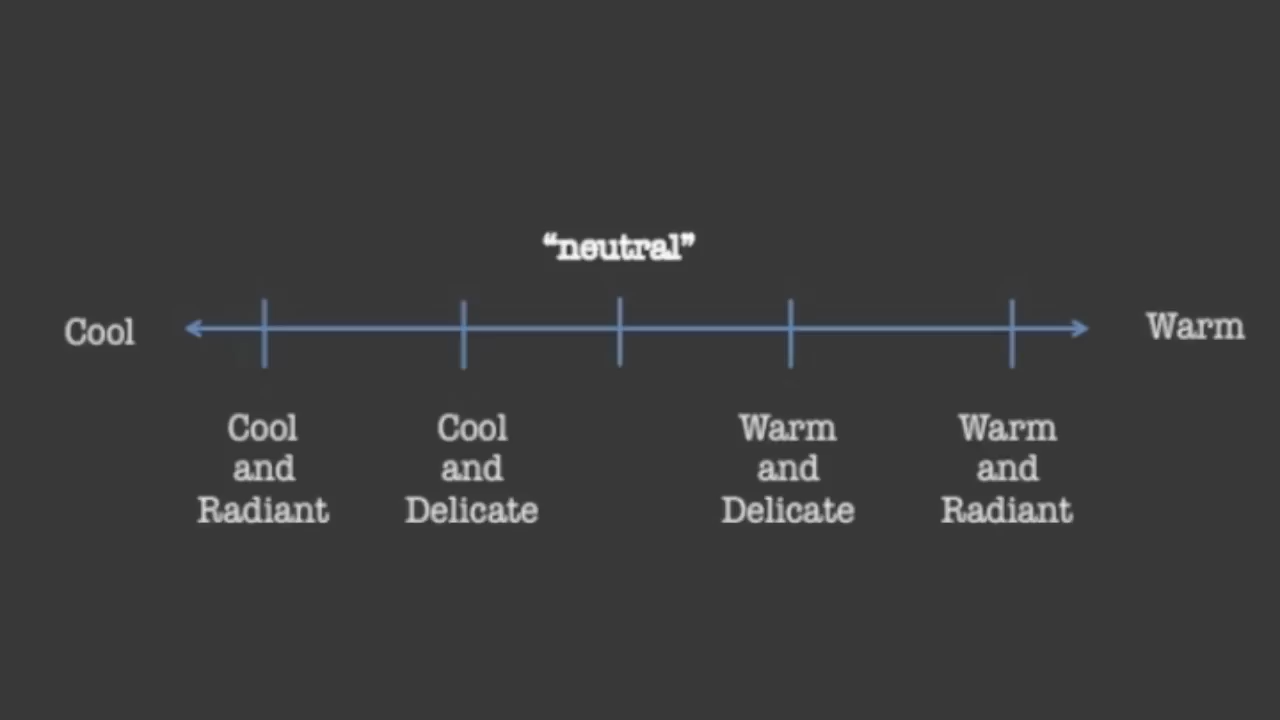 “neutral”
Cool
Warm
Cool
and
Radiant
Cool
and
Delicate
Warm
and
Delicate
Warm
and
Radiant